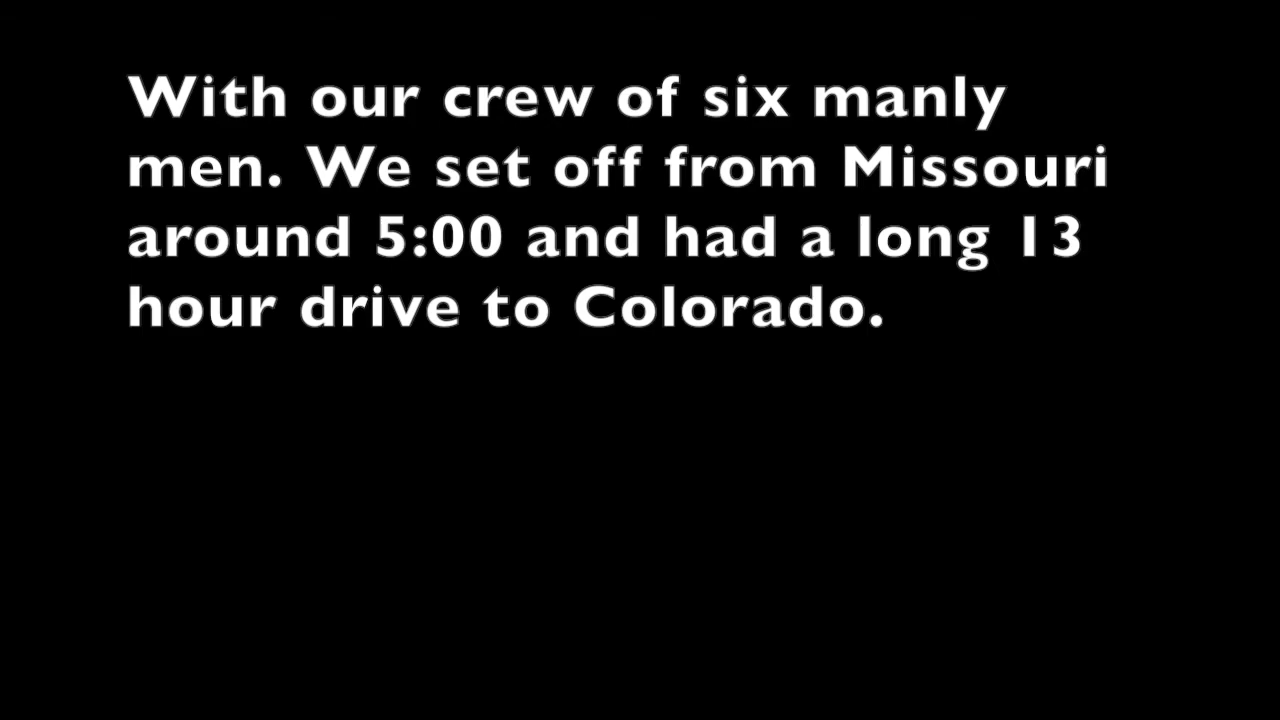 With our crew of six manly
men. We set off from Missouri
around 5:00 and had a long 13
hour drive to Colorado.